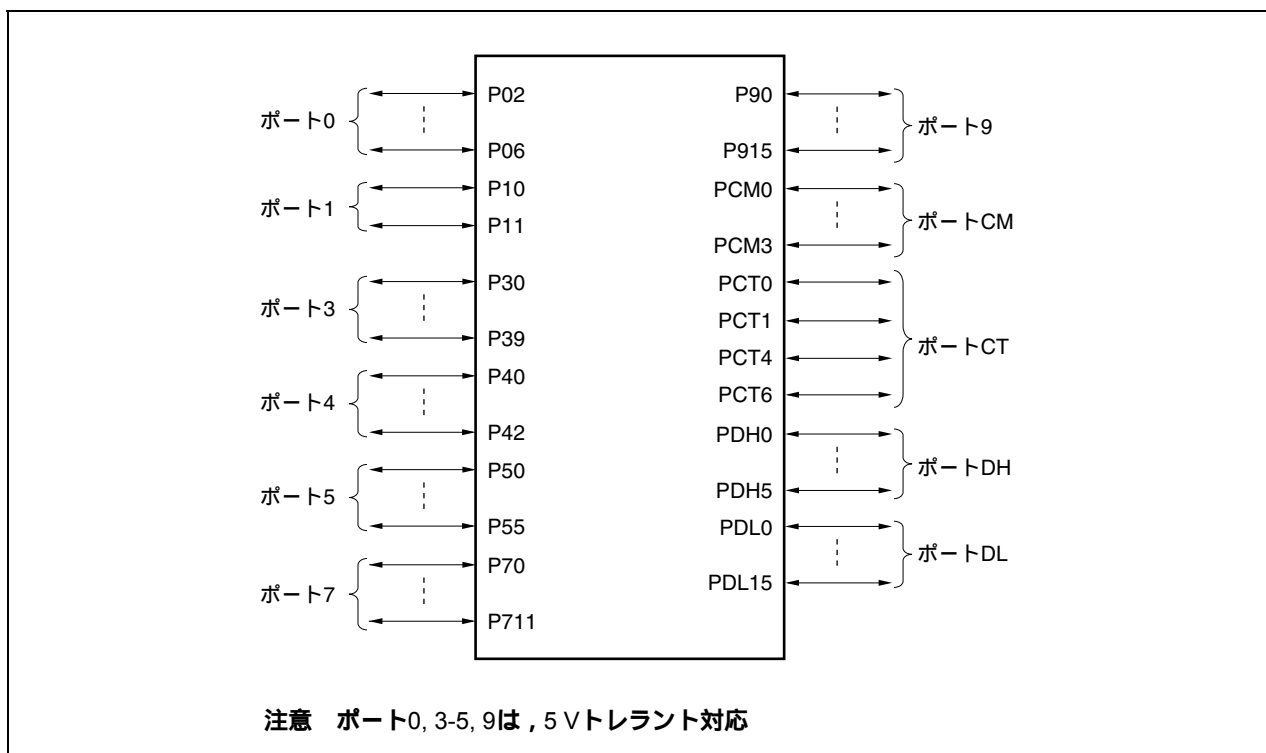 ポート0
P02
P06
ポート1
P10
P11
ポート3
P30
P39
ポート4
P40
P42
ポート5
P50
P55
ポート7
P70
P711
P90
P915
ポート9
PCM0
PCM3
ポートCM
PCT0
PCT1
PCT4
PCT6
ポートCT
PDH0
PDH5
ポートDH
PDL0
PDL15
ポートDL
注意 ポート0, 3-5, 9は，5 Vトレラント対応